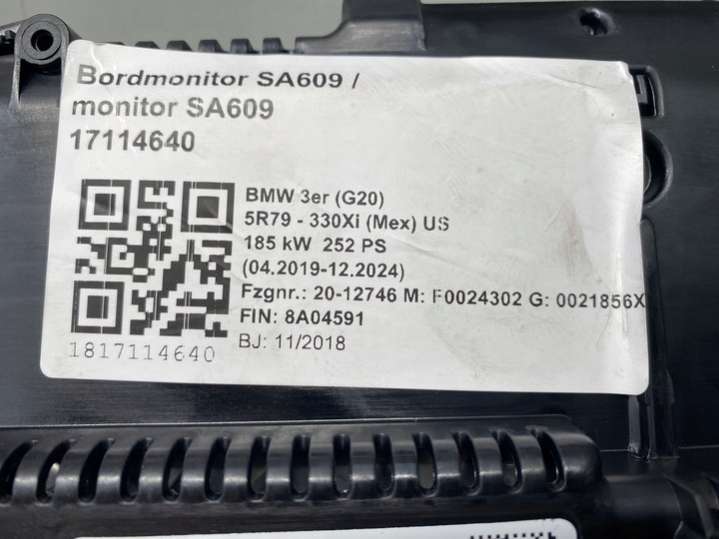 Bordmonitor SA609 /
monitor SA609
17114640
BMW 3er (G20)
5R79 - 330Xi (Mex) US
185 kW 252 PS
(04.2019-12.2024)
Fzgnr.: 20-12746 M: F0024302 G: 0021856X
FIN: 8A04591
BJ: 11/2018
1817114640